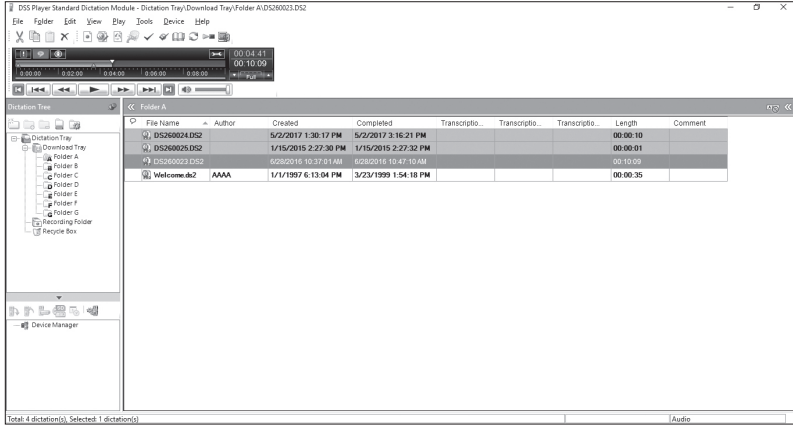 DSS Player Standard Dictation Module - Dictation Tray\Download Tray\Folder A\DS260023.DS2
File Folder Edit View Play Tools Device Help
00:04:41
00:10:09
0:00:00 0:02:00 0:04:00 0:06:00 0:08:00
Full
Dictation Tree
Folder A
File Name Author Created Completed Transcriptio... Transcriptio... Transcriptio... Length Comment
DS260024.DS2 5/2/2017 1:30:17 PM 5/2/2017 3:16:21 PM 00:00:10
DS260025.DS2 1/15/2015 2:27:30 PM 1/15/2015 2:27:32 PM 00:00:01
DS260023.DS2 6/28/2016 10:37:01 AM 6/28/2016 10:47:10 AM 00:10:09
Welcome.ds2 AAAA 1/1/1997 6:13:04 PM 3/23/1999 1:54:18 PM 00:00:35
Dictation Tray
Download Tray
A Folder A
B Folder B
C Folder C
D Folder D
E Folder E
F Folder F
G Folder G
Recording Folder
Recycle Box
Device Manager
Total: 4 dictation(s), Selected: 1 dictation(s)
Audio